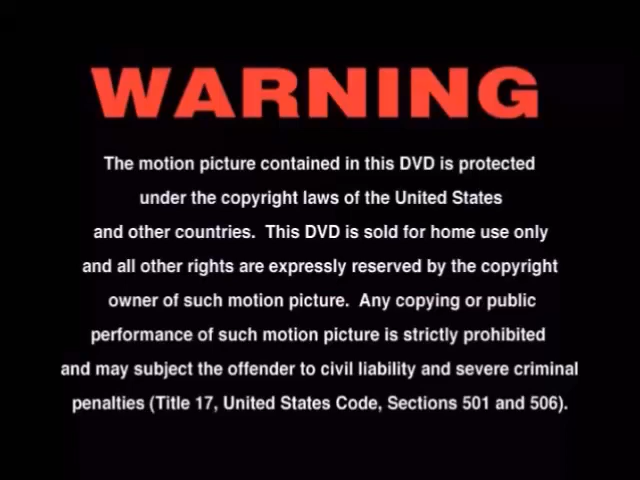 WARNING
The motion picture contained in this DVD is protected
under the copyright laws of the United States
and other countries.  This DVD is sold for home use only
and all other rights are expressly reserved by the copyright
owner of such motion picture.  Any copying or public
performance of such motion picture is strictly prohibited
and may subject the offender to civil liability and severe criminal
penalties (Title 17, United States Code, Sections 501 and 506).